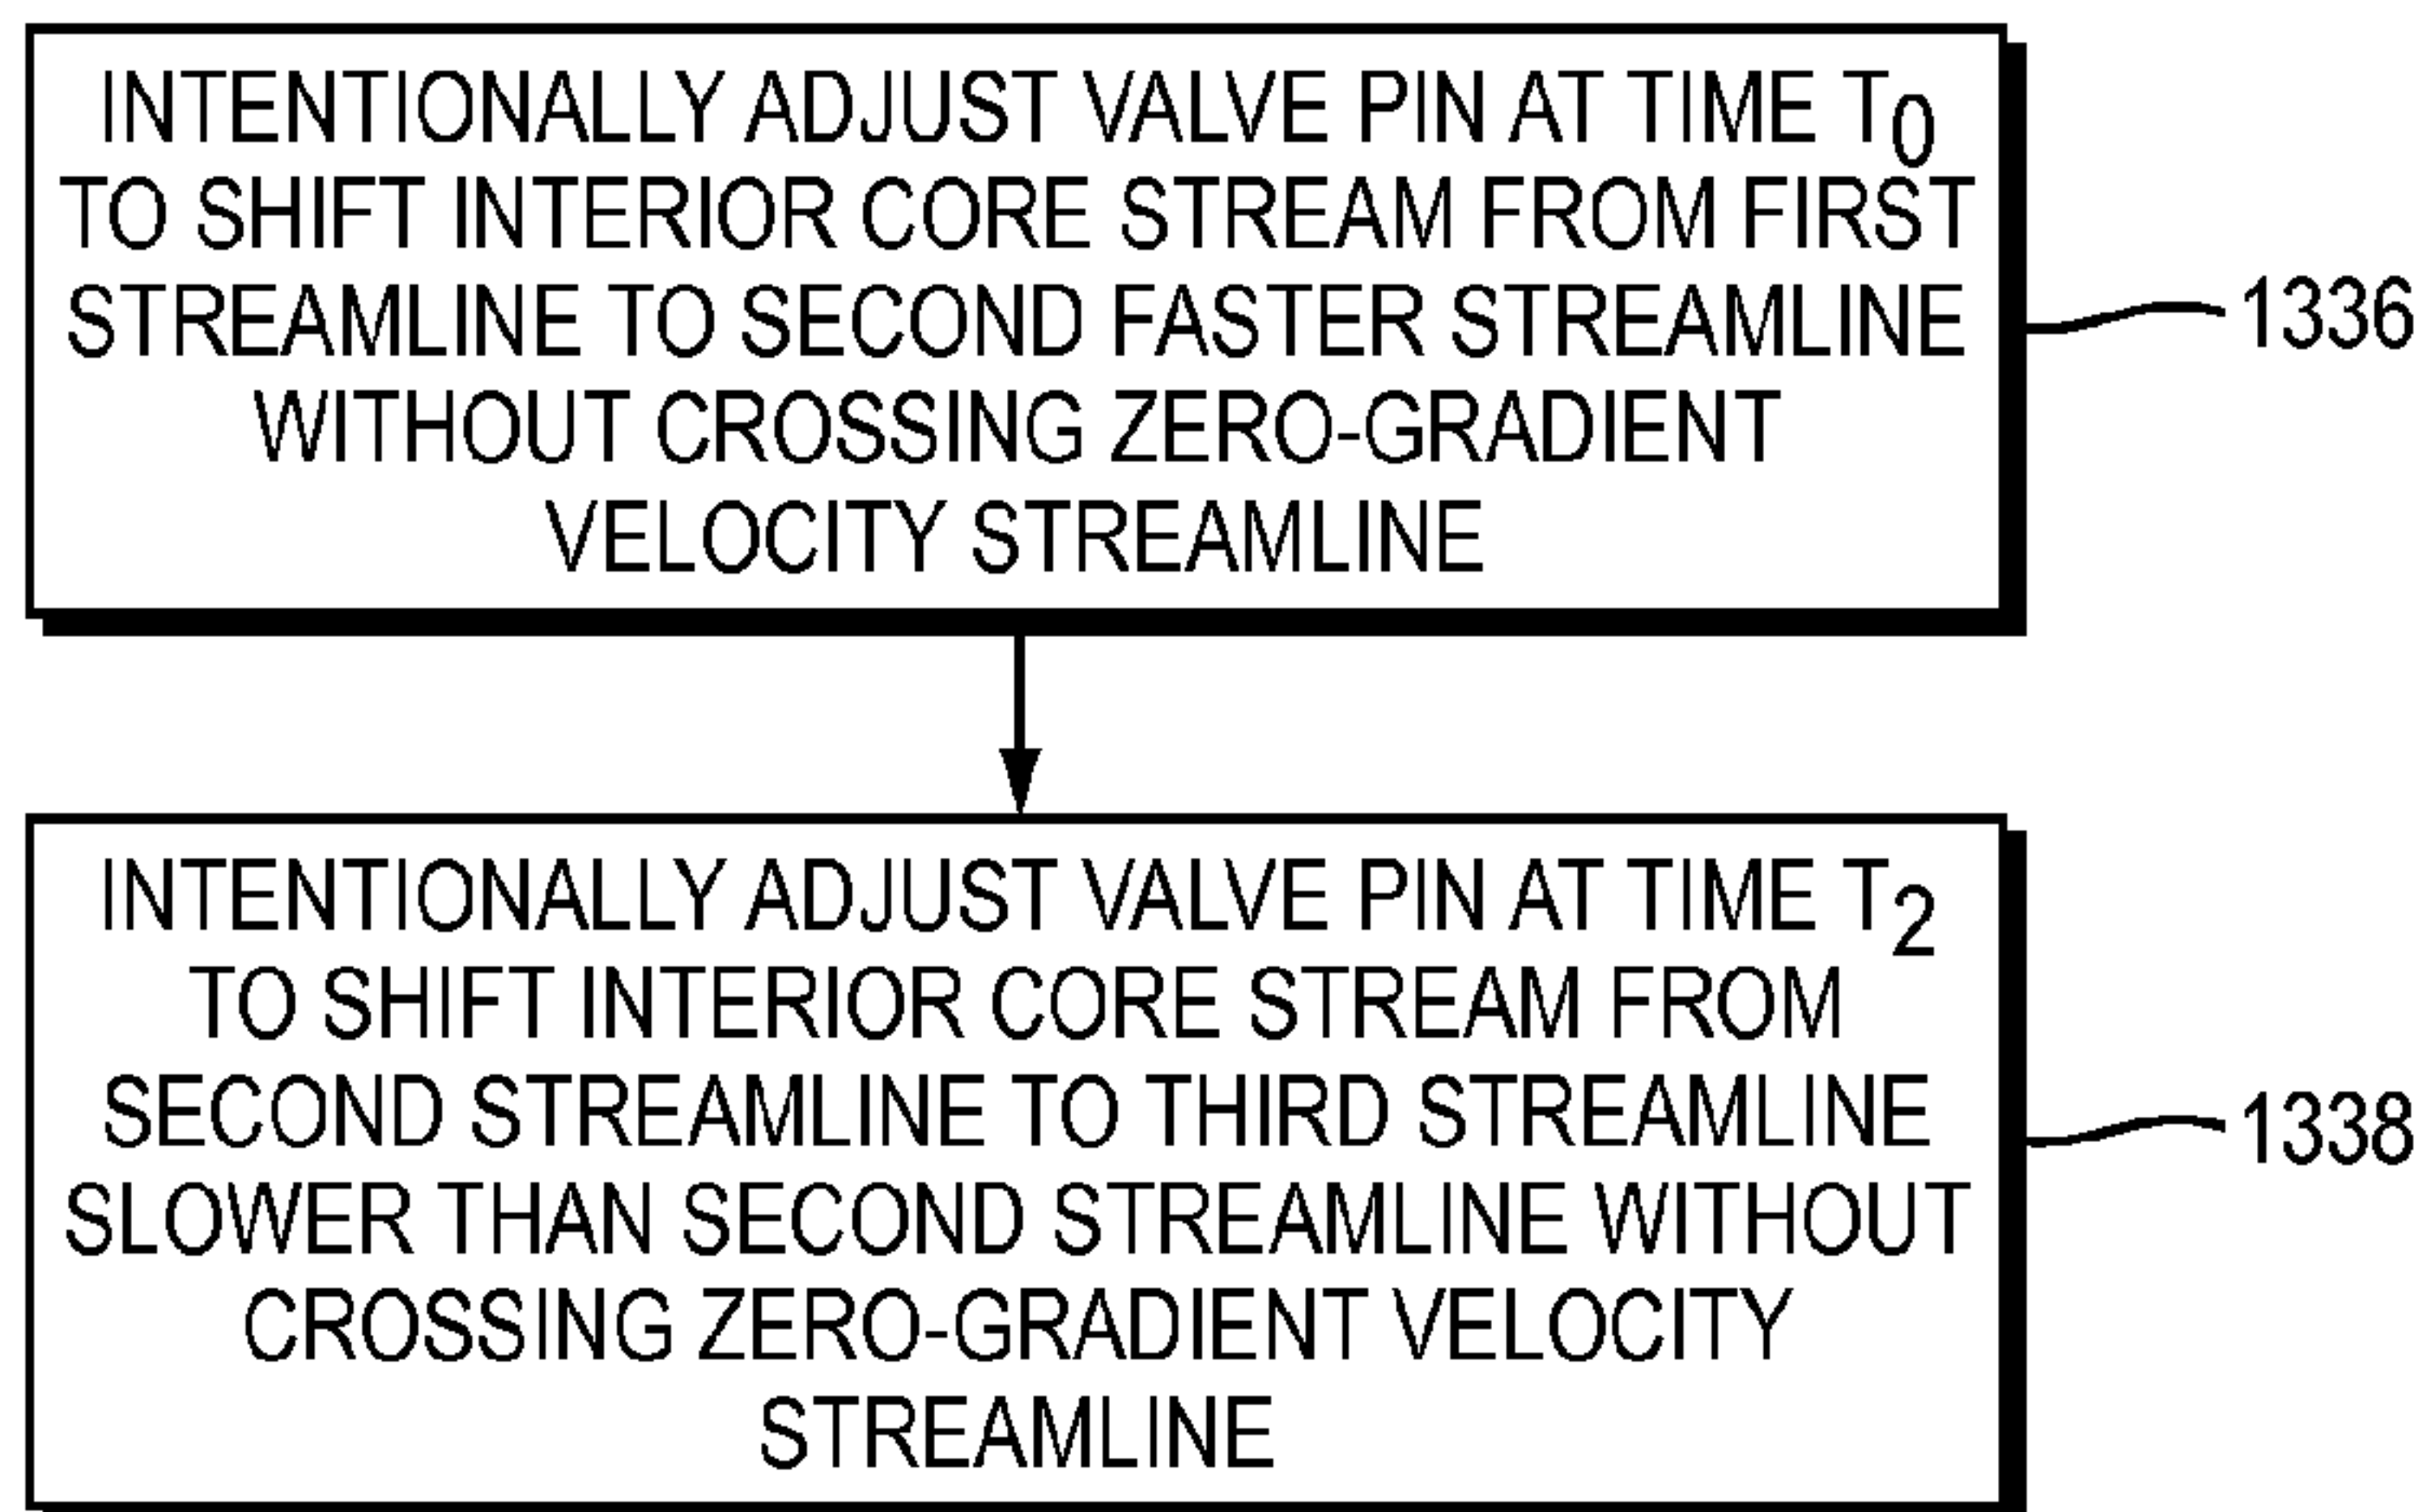 INTENTIONALLY ADJUST VALVE PIN AT TIME T0
TO SHIFT INTERIOR CORE STREAM FROM FIRST
STREAMLINE TO SECOND FASTER STREAMLINE
WITHOUT CROSSING ZERO-GRADIENT
VELOCITY STREAMLINE
1336
INTENTIONALLY ADJUST VALVE PIN AT TIME T2
TO SHIFT INTERIOR CORE STREAM FROM
SECOND STREAMLINE TO THIRD STREAMLINE
SLOWER THAN SECOND STREAMLINE WITHOUT
CROSSING ZERO-GRADIENT VELOCITY
STREAMLINE
1338